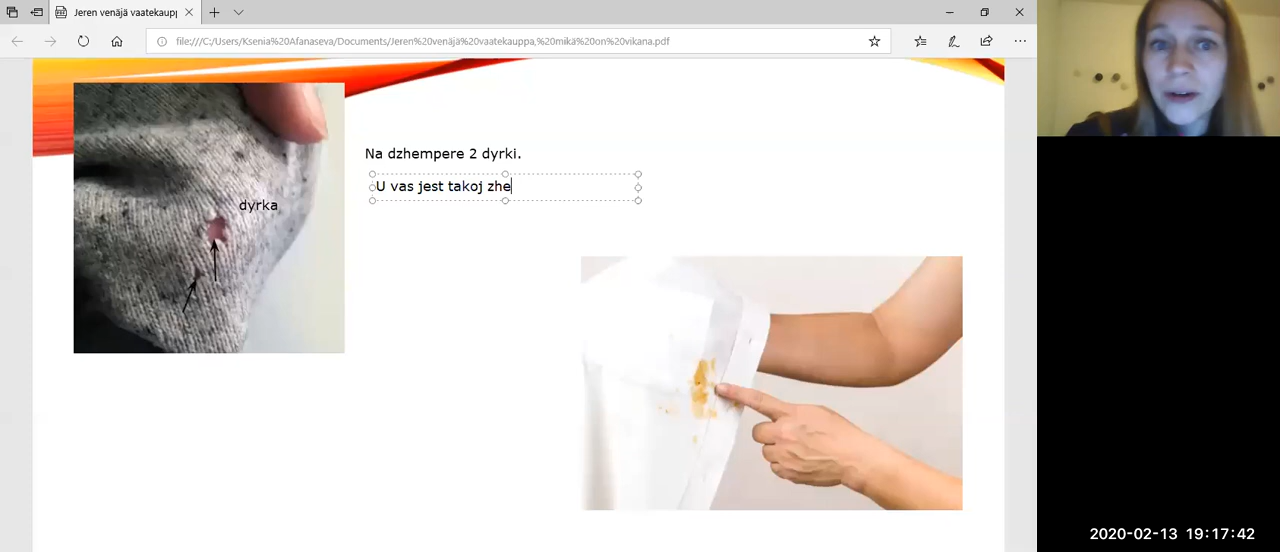 Jeren venäjä vaatekaupp
file:///C:/Users/Ksenia%20Afanaseva/Documents/Jeren%20venäjä%20vaatekauppa,%20mikä%20on%20vikana.pdf
Na dzhempere 2 dyrki.
U vas jest takoj zhe
dyrka
2020-02-13 19:17:42